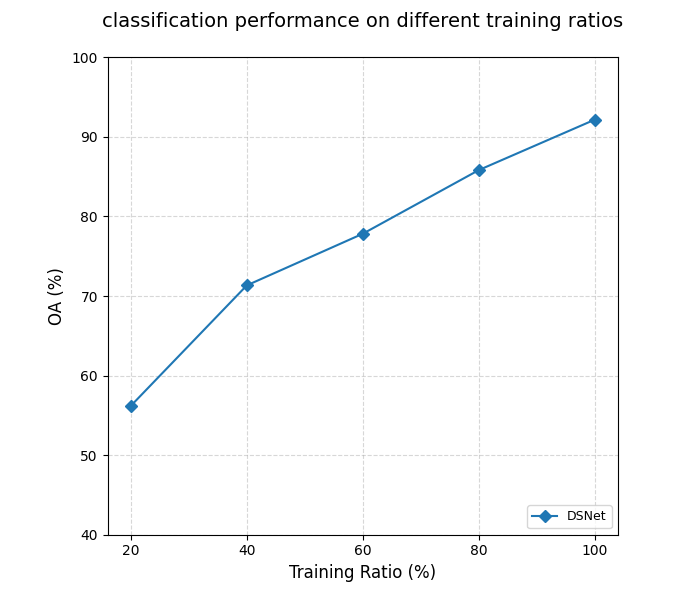 classification performance on different training ratios
100
90
80
70
60
50
40
OA (%)
DSNet
20 40 60 80 100
Training Ratio (%)